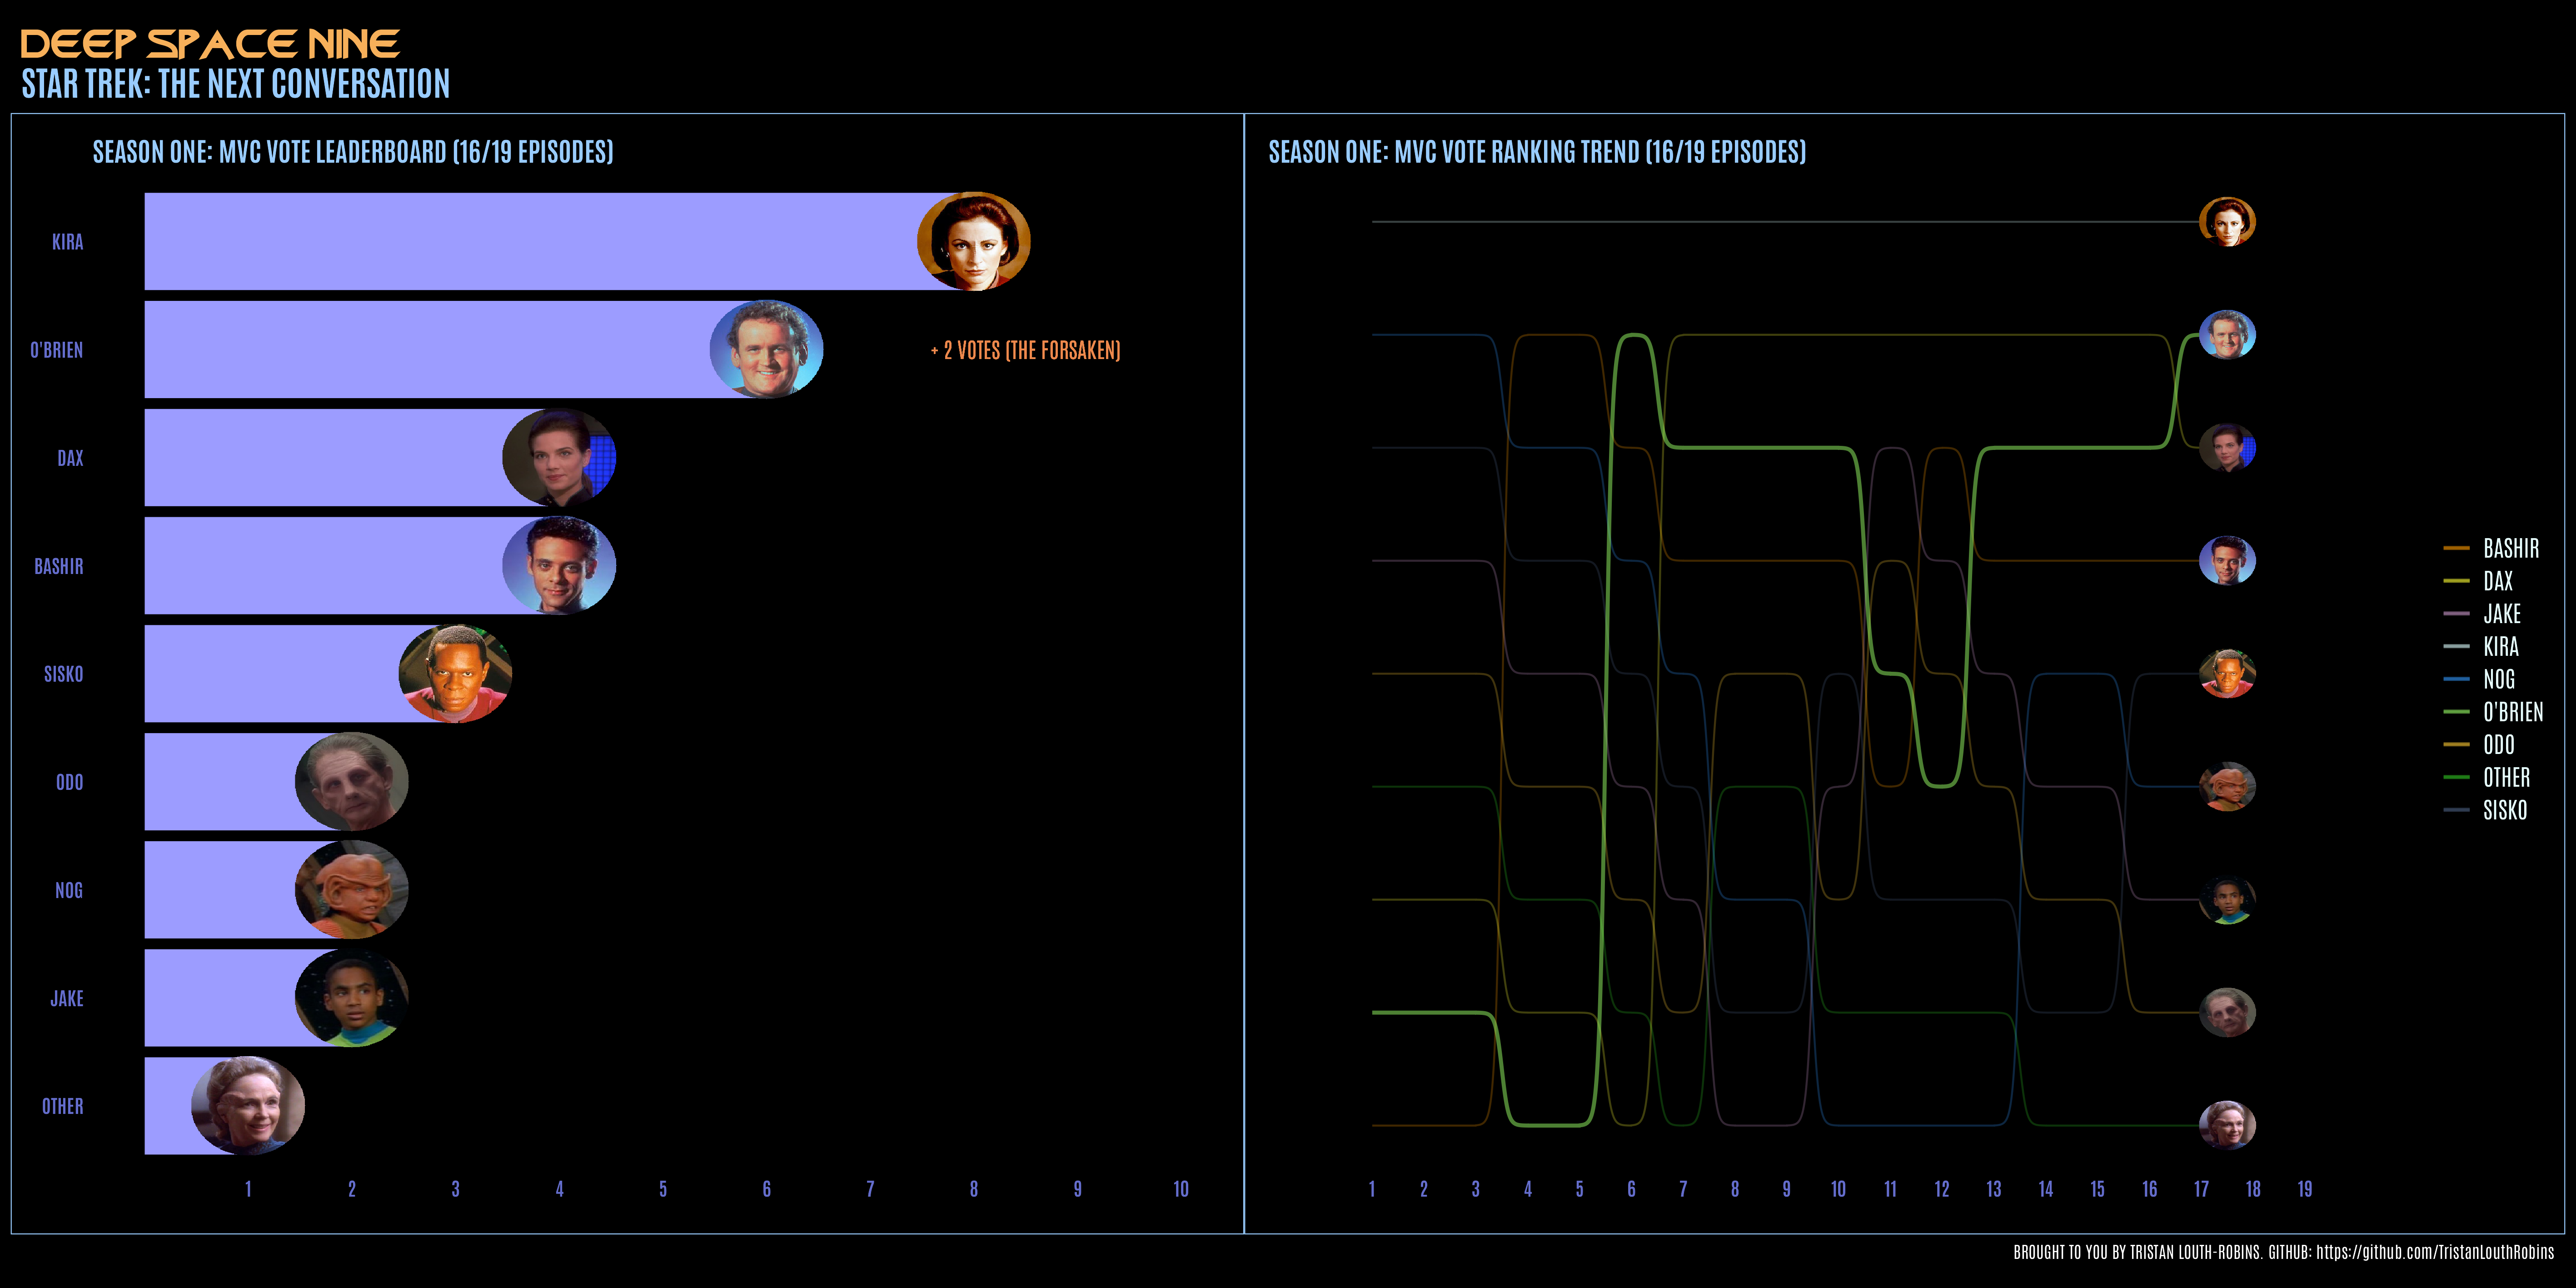 DEEP SPACE NINE
STAR TREK: THE NEXT CONVERSATION
SEASON ONE: MVC VOTE LEADERBOARD (16/19 EPISODES)
KIRA
O'BRIEN
+ 2 VOTES (THE FORSAKEN)
DAX
BASHIR
SISKO
ODO
NOG
JAKE
OTHER
1 2 3 4 5 6 7 8 9 10
SEASON ONE: MVC VOTE RANKING TREND (16/19 EPISODES)
1 2 3 4 5 6 7 8 9 10 11 12 13 14 15 16 17 18 19
BASHIR
DAX
JAKE
KIRA
NOG
O'BRIEN
ODO
OTHER
SISKO
BROUGHT TO YOU BY TRISTAN LOUTH-ROBINS. GITHUB: https://github.com/TristanLouthRobins